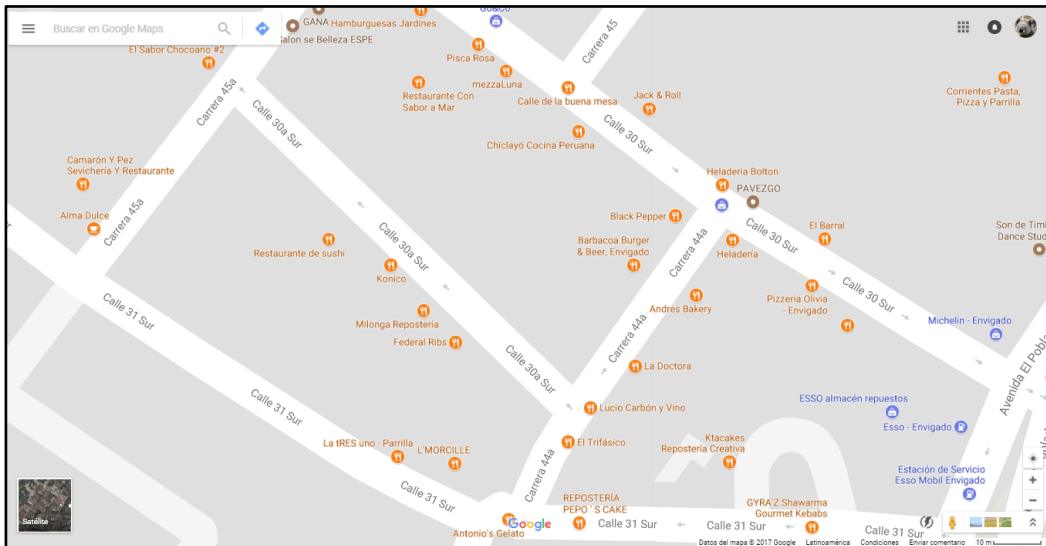 Buscar en Google Maps
GANA
Hamburguesas Jardines
Go&Co
Salon se Belleza ESPE
Carrera 45
El Sabor Chocoano #2
Pisca Rosa
mezzaLuna
Restaurante Con
Sabor a Mar
Calle de la buena mesa
Jack & Roll
Corrientes Pasta,
Pizza y Parrilla
Carrera 45a
Calle 30a Sur
Calle 30 Sur
Chiclayó Cocina Peruana
Camarón Y Pez
Sevichería Y Restaurante
Heladeria Bolton
PAVEZGO
Alma Dulce
Carrera 45a
Black Pepper
El Barral
Son de Timb
Dance Stud
Barbacoa Burger
& Beer, Envigado
Heladería
Restaurante de sushi
Calle 30a Sur
Carrera 44a
Calle 30 Sur
Konico
Calle 30 Sur
Calle 31 Sur
Milonga Repostería
Andres Bakery
Pizzeria Olivia
- Envigado
Michelin - Envigado
Federal Ribs
Carrera 44a
Calle 30a Sur
La Doctora
Avenida El Pobla
Calle 31 Sur
Lucio Carbón y Vino
ESSO almacén repuestos
Esso - Envigado
La tRES uno - Parrilla
L'MORCILLE
El Trifásico
Ktacakes
Repostería Creativa
Carrera 44a
Estación de Servicio
Esso Mobil Envigado
Calle 31 Sur
REPOSTERÍA
PEPO´S CAKE
GYRA'Z Shawarma
Gourmet Kebabs
Satélite
Antonio's Gelato
Google
Calle 31 Sur
Calle 31 Sur
Calle 31 Sur
Datos del mapa © 2017 Google Latinoamérica Condiciones Enviar comentario 10 m